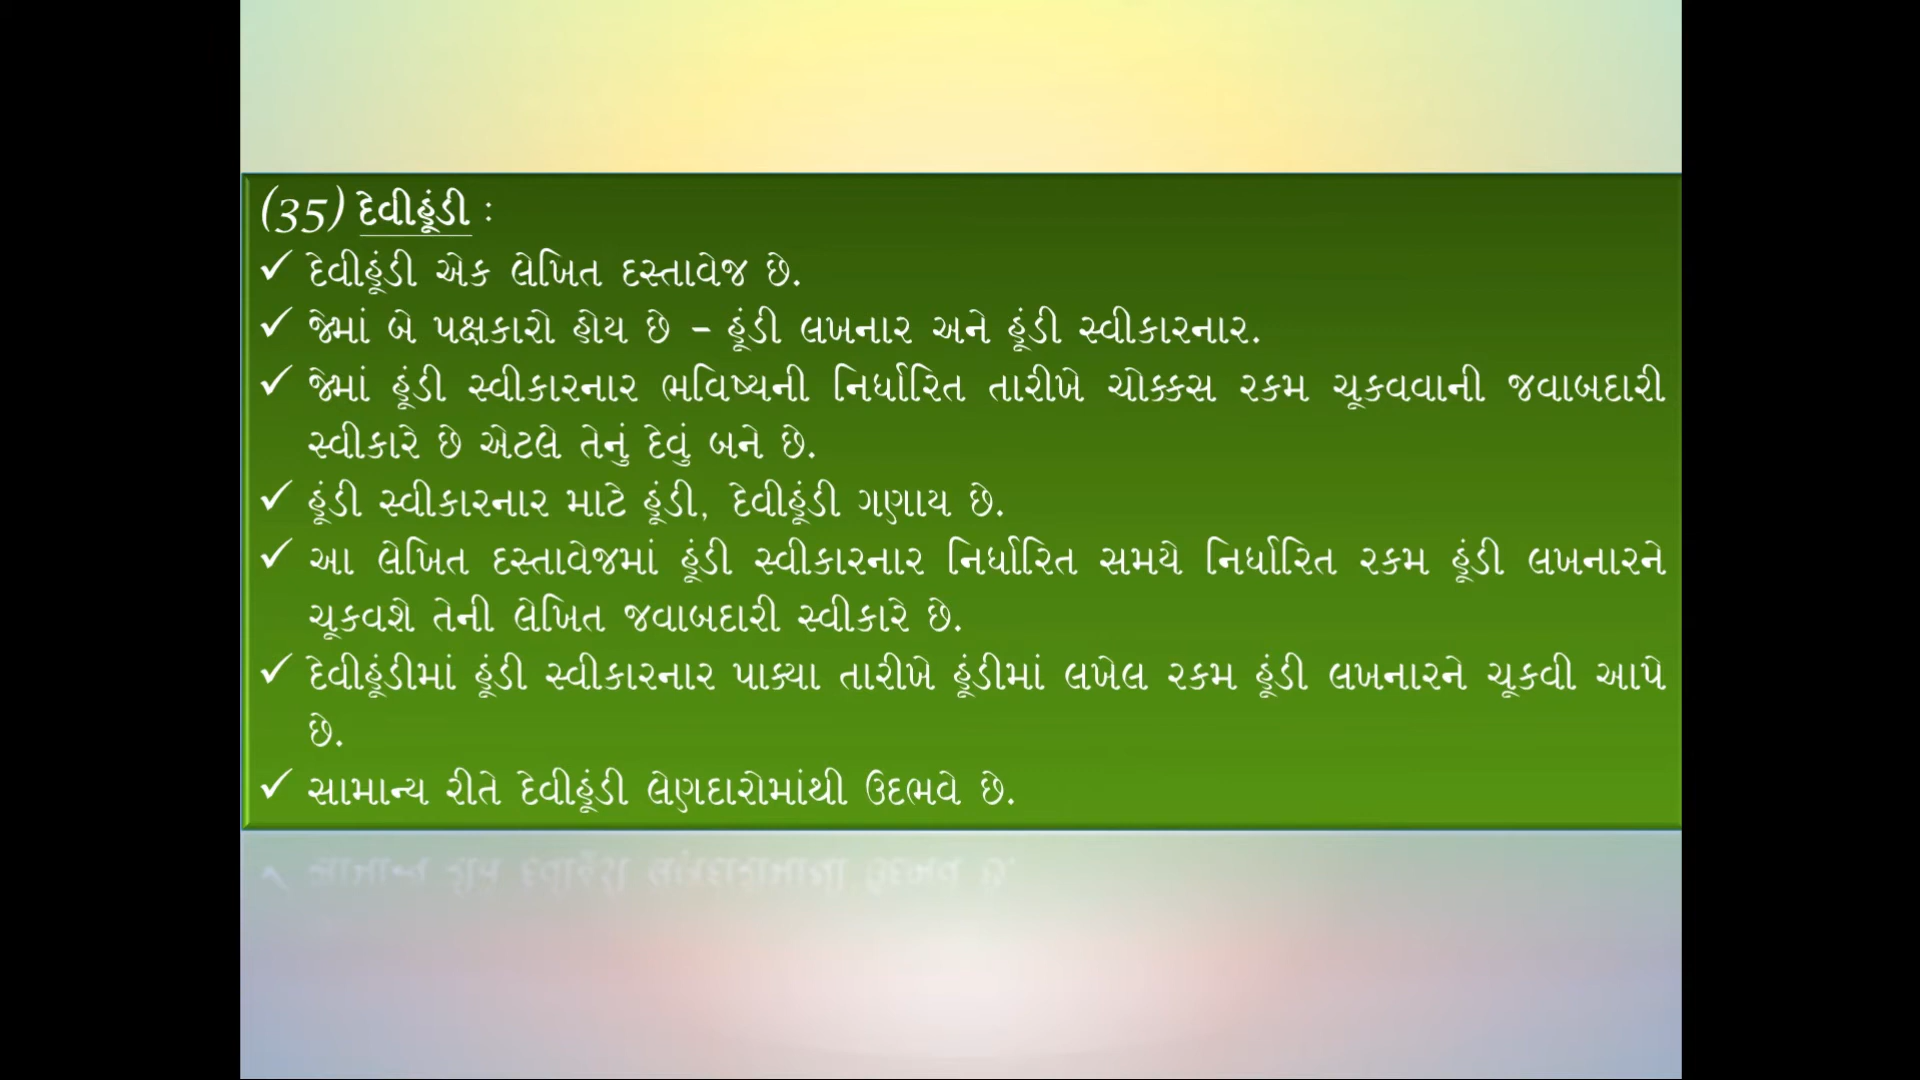 (35) દેવીહૂંડી :
✓ દેવીહૂંડી એક લેખિત દસ્તાવેજ છે.
✓ જેમાં બે પક્ષકારો હોય છે – હૂંડી લખનાર અને હૂંડી સ્વીકારનાર.
✓ જેમાં હૂંડી સ્વીકારનાર ભવિષ્યની નિર્ધારિત તારીખે ચોક્કસ રકમ ચૂકવવાની જવાબદારી
સ્વીકારે છે એટલે તેનું દેવું બને છે.
✓ હૂંડી સ્વીકારનાર માટે હૂંડી, દેવીહૂંડી ગણાય છે.
✓ આ લેખિત દસ્તાવેજમાં હૂંડી સ્વીકારનાર નિર્ધારિત સમયે નિર્ધારિત રકમ હૂંડી લખનારને
ચૂકવશે તેની લેખિત જવાબદારી સ્વીકારે છે.
✓ દેવીહૂંડીમાં હૂંડી સ્વીકારનાર પાક્યા તારીખે હૂંડીમાં લખેલ રકમ હૂંડી લખનારને ચૂકવી આપે
છે.
✓ સામાન્ય રીતે દેવીહૂંડી લેણદારોમાંથી ઉદભવે છે.